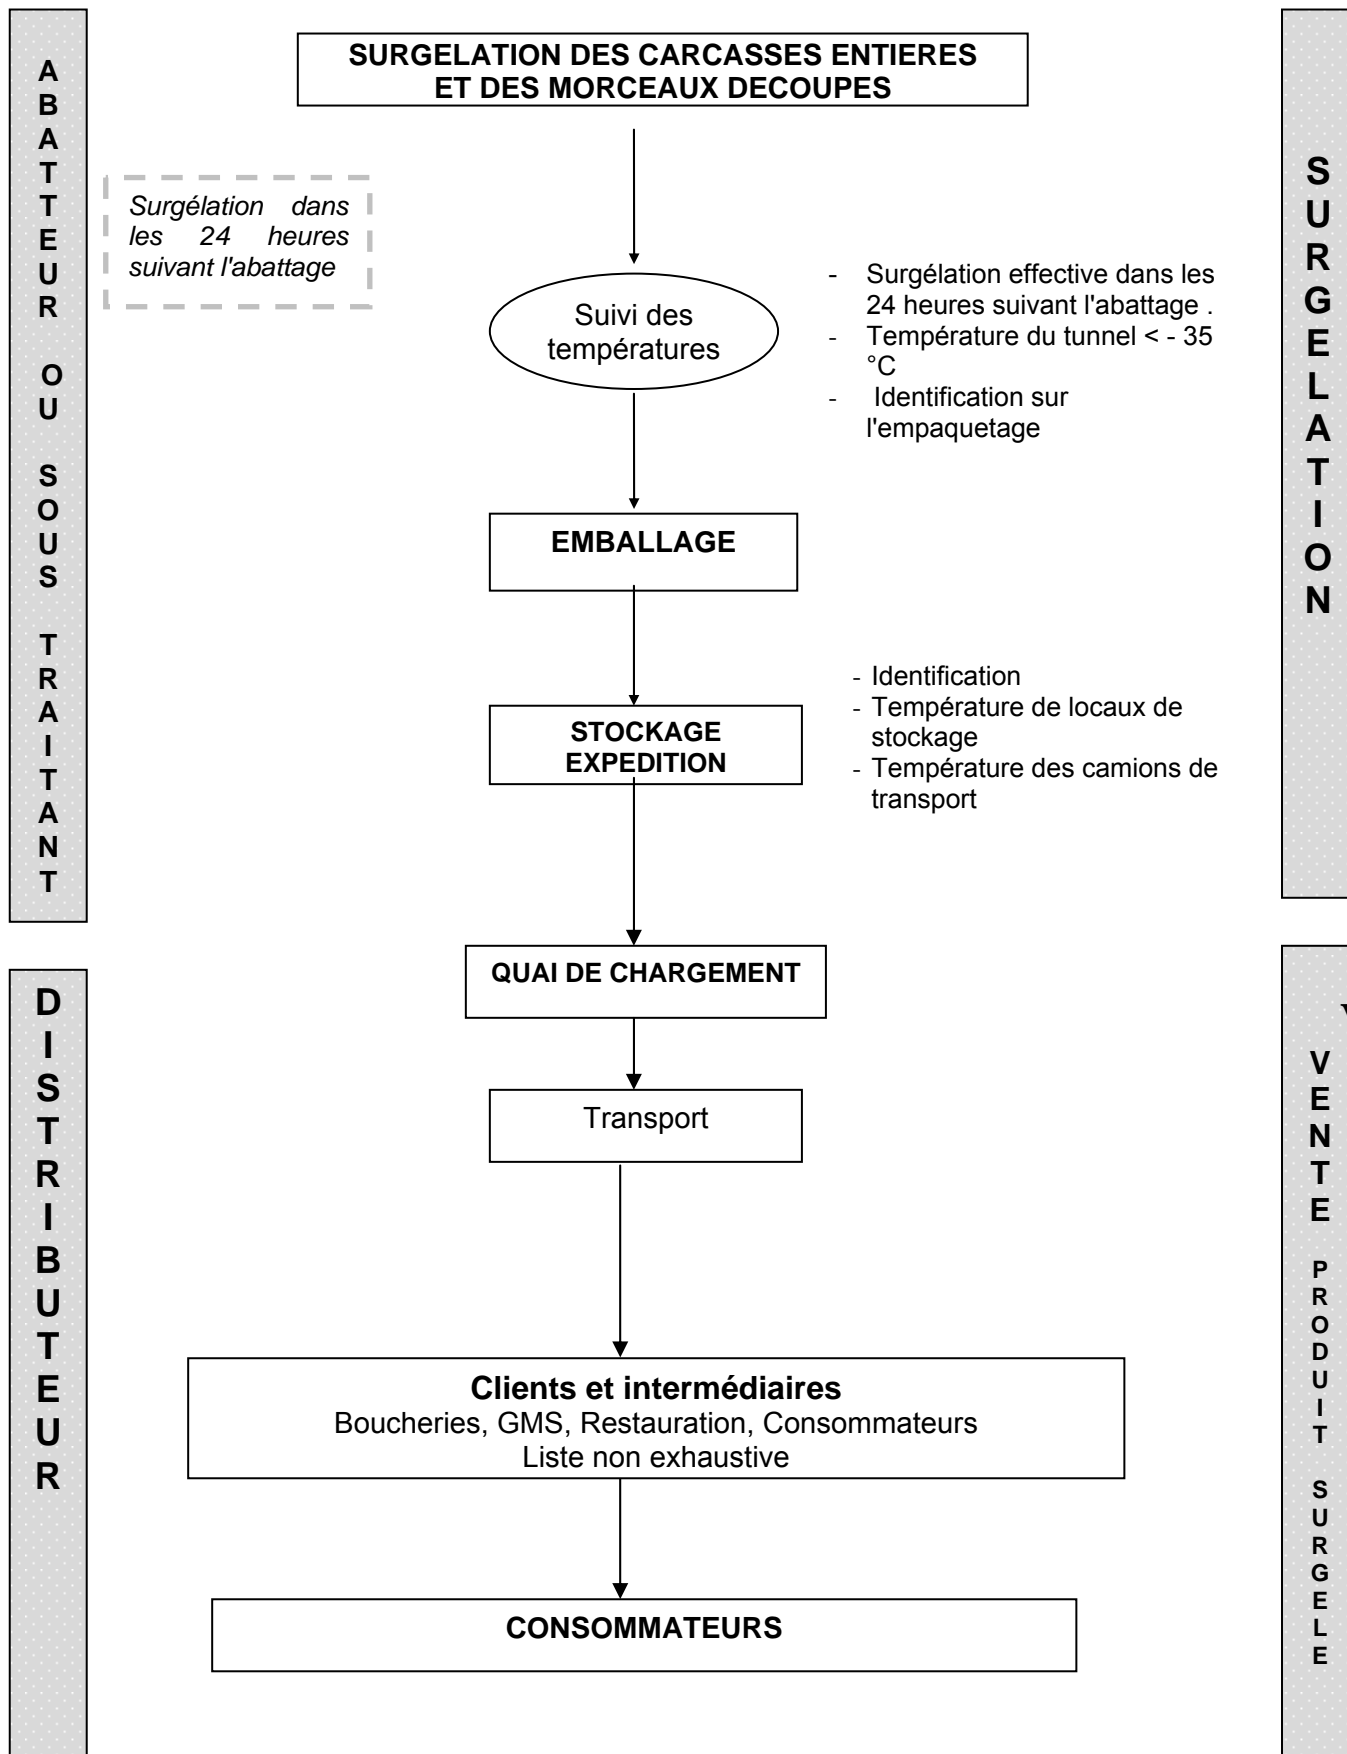 ABATTEUR OU SOUS TRAITANT
SURGELATION DES CARCASSES ENTIERES
ET DES MORCEAUX DECOUPES
Surgélation dans
les 24 heures
suivant l'abattage
Suivi des
températures
- Surgélation effective dans les
24 heures suivant l'abattage .
- Température du tunnel < - 35
°C
- Identification sur
l'empaquetage
SURGELATION
EMBALLAGE
STOCKAGE
EXPEDITION
- Identification
- Température de locaux de
stockage
- Température des camions de
transport
DISTRIBUTEUR
QUAI DE CHARGEMENT
Transport
Clients et intermédiaires
Boucheries, GMS, Restauration, Consommateurs
Liste non exhaustive
CONSOMMATEURS
VENTE PRODUIT SURGELE